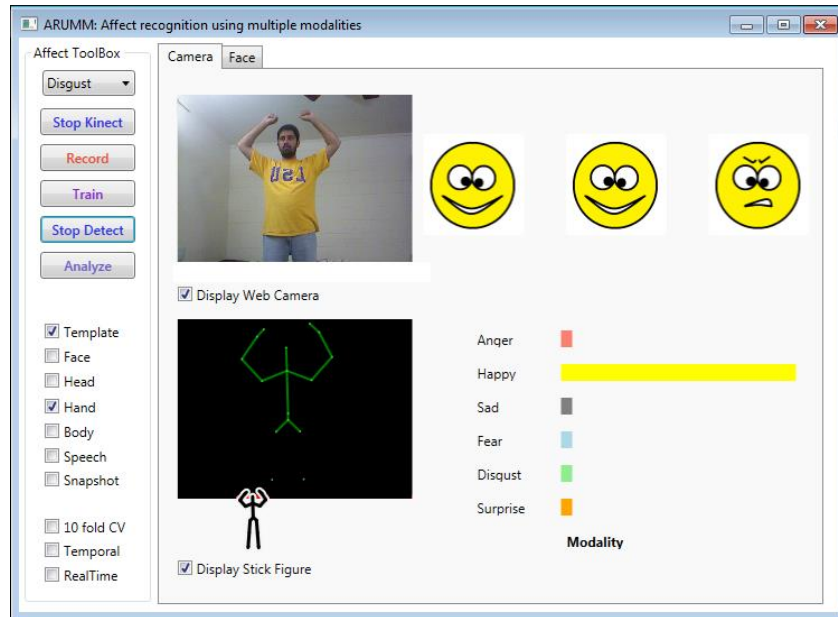 ARUMM: Affect recognition using multiple modalities
Affect ToolBox
Disgust
Stop Kinect
Record
Train
Stop Detect
Analyze
Template
Face
Head
Hand
Body
Speech
Snapshot
10 fold CV
Temporal
RealTime
Camera Face
LSU
Display Web Camera
Display Stick Figure
Anger
Happy
Sad
Fear
Disgust
Surprise
Modality